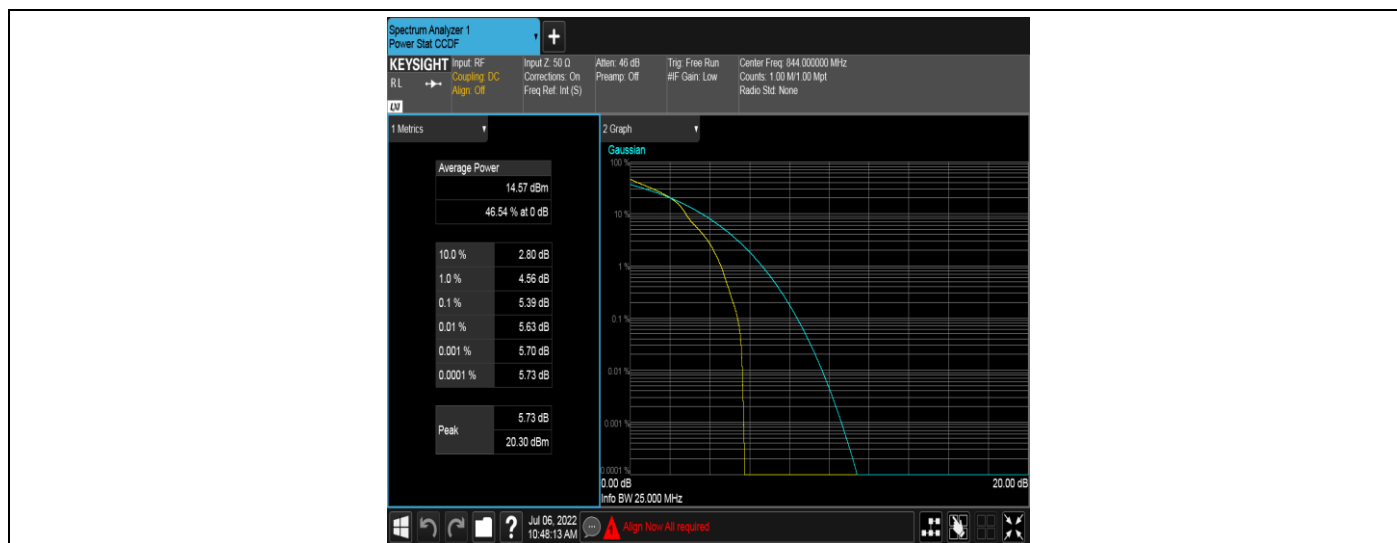 Spectrum Analyzer 1
Power Stat CCDF
KEYSIGHT
RL
LXI
Input: RF
Coupling: DC
Align: Off
Input Z: 50 Ω
Corrections: On
Freq Ref: Int (S)
Atten: 46 dB
Preamp: Off
Trig: Free Run
#IF Gain: Low
Center Freq: 844.000000 MHz
Counts: 1.00 M/1.00 Mpt
Radio Std: None
1 Metrics
Average Power
14.57 dBm
46.54 % at 0 dB
10.0 % 2.80 dB
1.0 % 4.56 dB
0.1 % 5.39 dB
0.01 % 5.63 dB
0.001 % 5.70 dB
0.0001 % 5.73 dB
Peak
5.73 dB
20.30 dBm
2 Graph
Gaussian
100 %
10 %
1 %
0.1 %
0.01 %
0.001 %
0.0001 %
0.00 dB 20.00 dB
Info BW 25.000 MHz
?
Jul 06, 2022
10:48:13 AM
Align Now All required